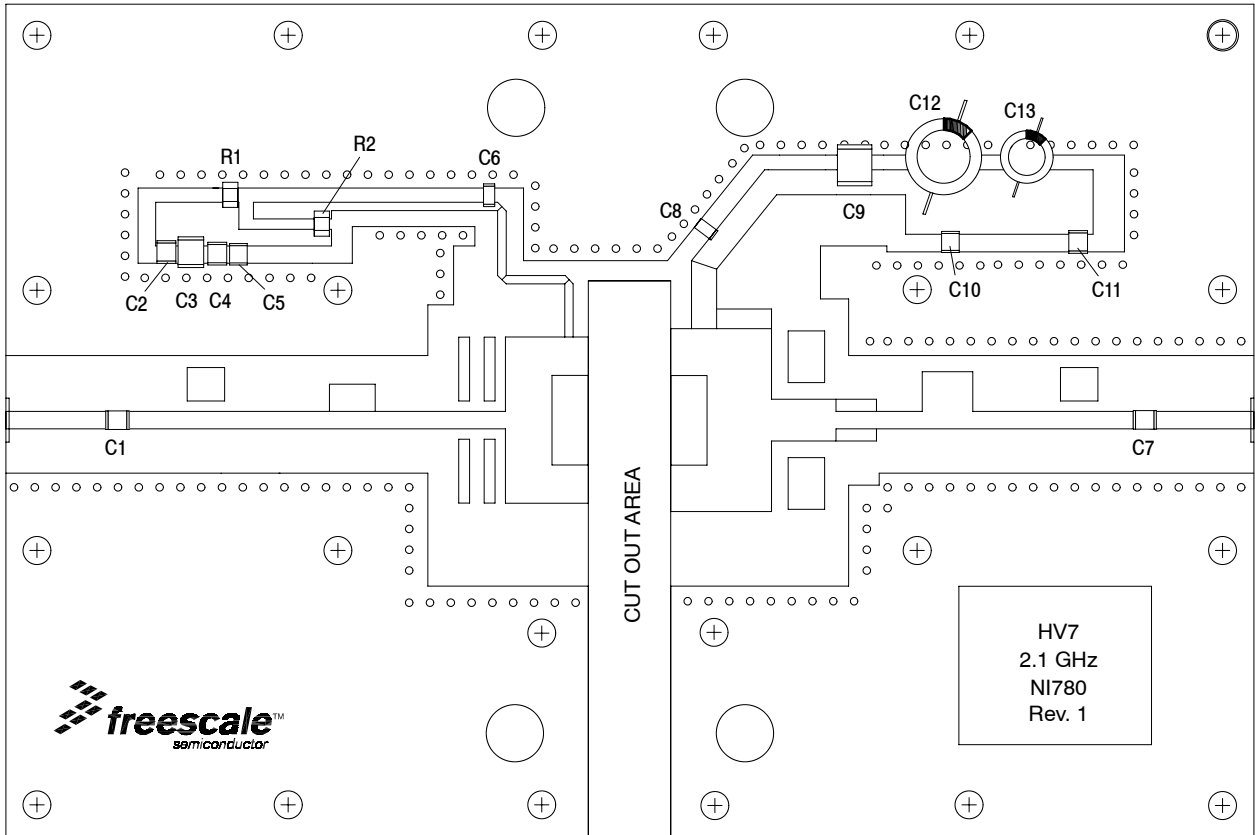 C12
C13
R1
R2
C6
C8
C9
C2
C3
C4
C5
C10
C11
C1
C7
CUT OUT AREA
HV7
2.1 GHz
NI780
Rev. 1
freescale™
semiconductor